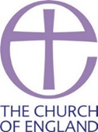 THE CHURCH
OF ENGLAND